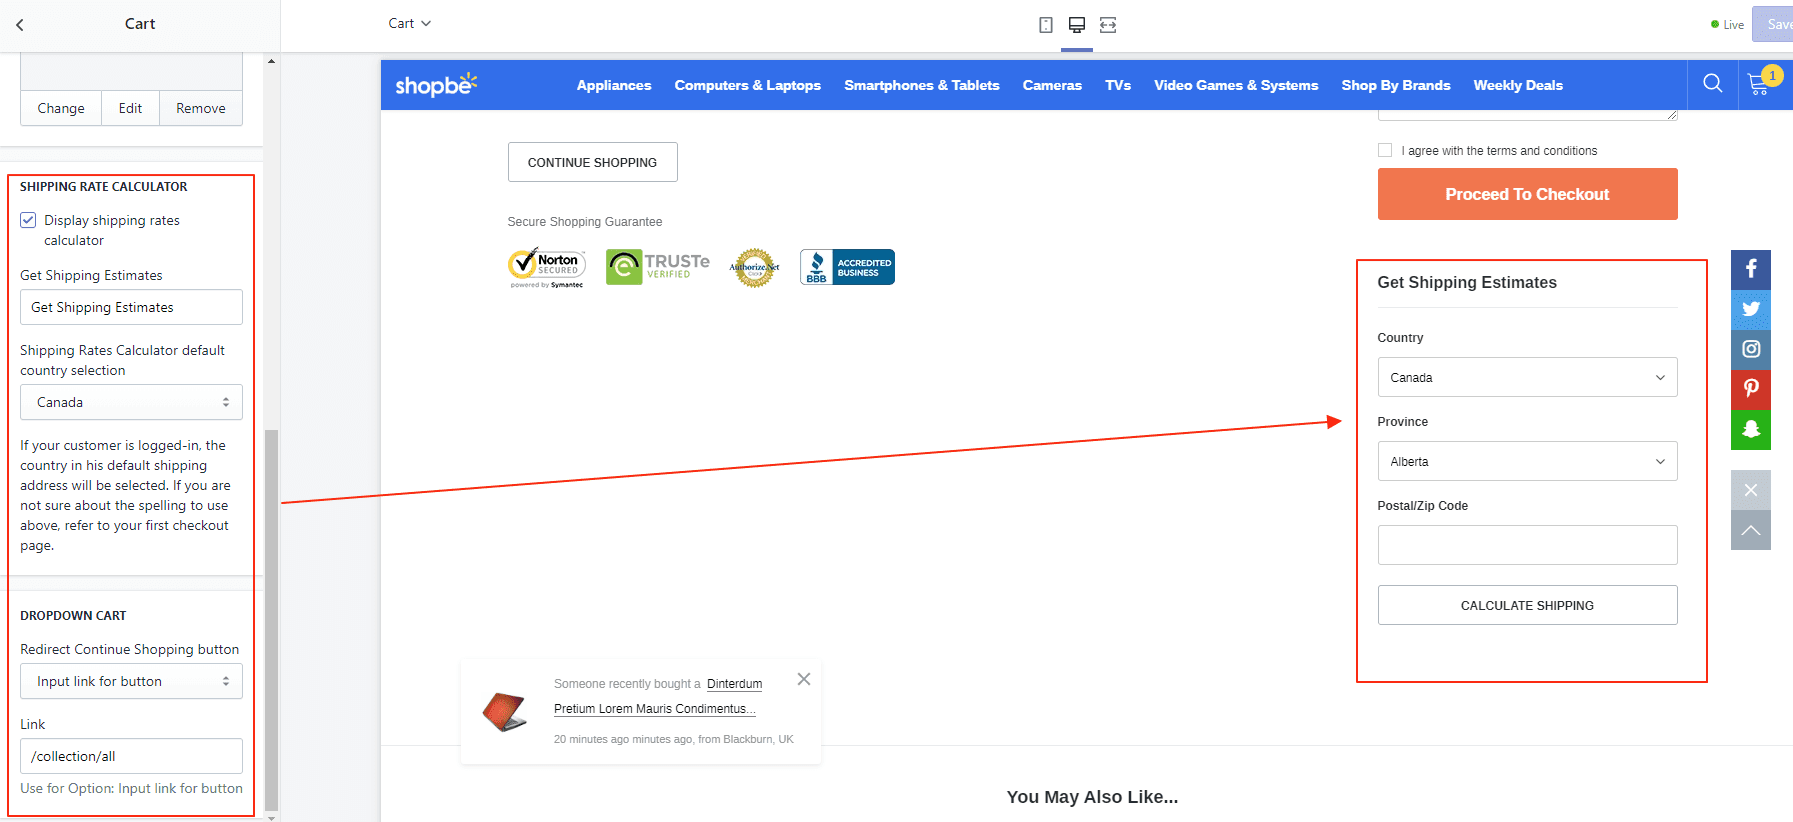 Cart
Cart
Live
Save
Change
Edit
Remove
SHIPPING RATE CALCULATOR
Display shipping rates
calculator
Get Shipping Estimates
Get Shipping Estimates
Shipping Rates Calculator default
country selection
Canada
If your customer is logged-in, the
country in his default shipping
address will be selected. If you are
not sure about the spelling to use
above, refer to your first checkout
page.
DROPDOWN CART
Redirect Continue Shopping button
Input link for button
Link
/collection/all
Use for Option: Input link for button
shopbe
Appliances
Computers & Laptops
Smartphones & Tablets
Cameras
TVs
Video Games & Systems
Shop By Brands
Weekly Deals
1
CONTINUE SHOPPING
Secure Shopping Guarantee
Norton
SECURED
powered by Symantec
TRUSTe
VERIFIED
Authorize.Net
BBB
ACCREDITED
BUSINESS
I agree with the terms and conditions
Proceed To Checkout
Get Shipping Estimates
Country
Canada
Province
Alberta
Postal/Zip Code
CALCULATE SHIPPING
Someone recently bought a Dinterdum
Pretium Lorem Mauris Condimentus...
20 minutes ago minutes ago, from Blackburn, UK
You May Also Like...